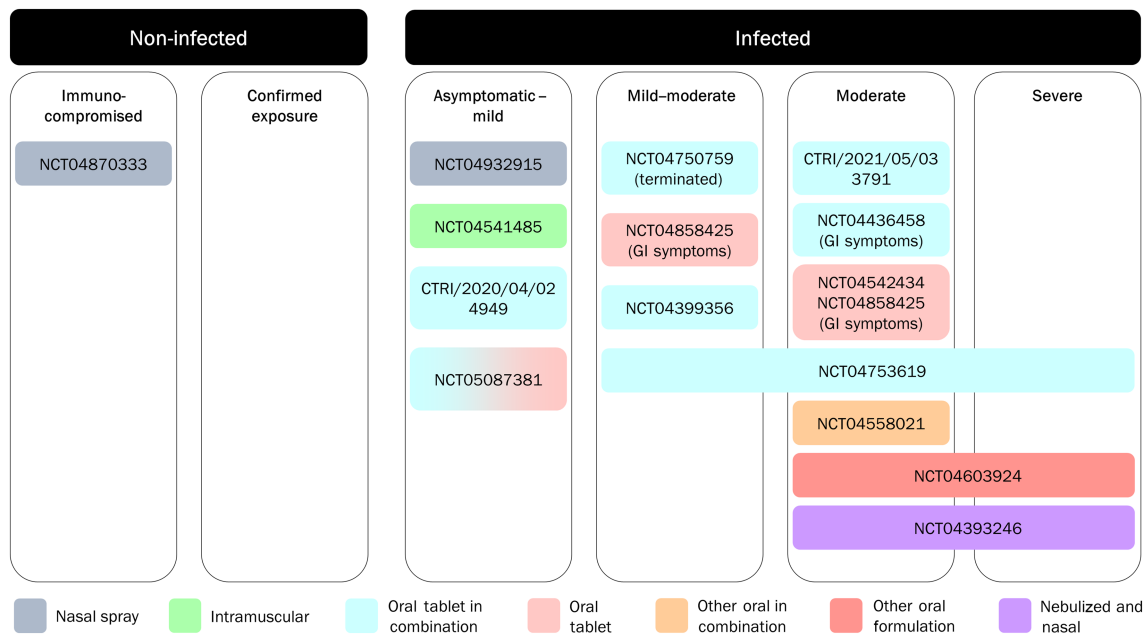 Non-infected
Infected
Immuno-
compromised
Confirmed
exposure
Asymptomatic –
mild
Mild–moderate
Moderate
Severe
NCT04870333
NCT04932915
NCT04541485
CTRI/2020/04/02
4949
NCT05087381
NCT04750759
(terminated)
NCT04858425
(GI symptoms)
NCT04399356
CTRI/2021/05/03
3791
NCT04436458
(GI symptoms)
NCT04542434
NCT04858425
(GI symptoms)
NCT04753619
NCT04558021
NCT04603924
NCT04393246
Nasal spray
Intramuscular
Oral tablet in
combination
Oral
tablet
Other oral in
combination
Other oral
formulation
Nebulized and
nasal